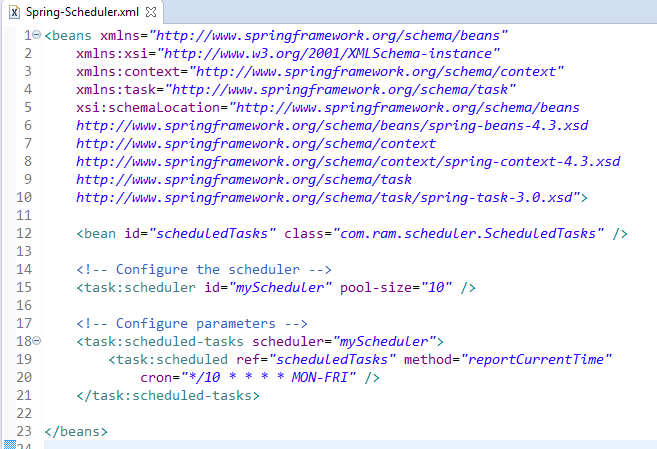 Spring-Scheduler.xml
1 <beans xmlns="http://www.springframework.org/schema/beans"
2 xmlns:xsi="http://www.w3.org/2001/XMLSchema-instance"
3 xmlns:context="http://www.springframework.org/schema/context"
4 xmlns:task="http://www.springframework.org/schema/task"
5 xsi:schemaLocation="http://www.springframework.org/schema/beans
6 http://www.springframework.org/schema/beans/spring-beans-4.3.xsd
7 http://www.springframework.org/schema/context
8 http://www.springframework.org/schema/context/spring-context-4.3.xsd
9 http://www.springframework.org/schema/task
10 http://www.springframework.org/schema/task/spring-task-3.0.xsd">
11
12 <bean id="scheduledTasks" class="com.ram.scheduler.ScheduledTasks" />
13
14 <!-- Configure the scheduler -->
15 <task:scheduler id="myScheduler" pool-size="10" />
16
17 <!-- Configure parameters -->
18 <task:scheduled-tasks scheduler="myScheduler">
19 <task:scheduled ref="scheduledTasks" method="reportCurrentTime"
20 cron="*/10 * * * * MON-FRI" />
21 </task:scheduled-tasks>
22
23 </beans>
24